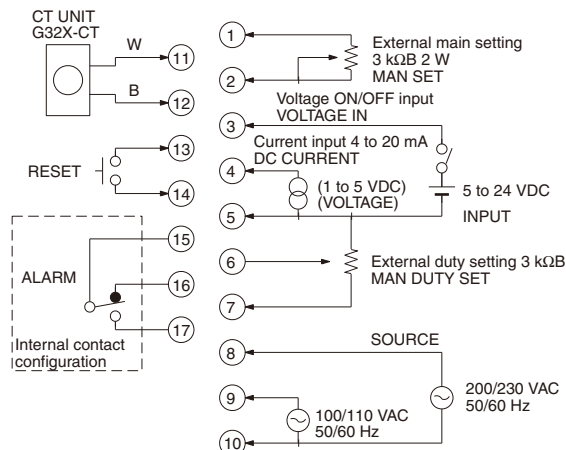 CT UNIT
G32X-CT
W
11
B
12
RESET
13
14
15
ALARM
16
17
Internal contact
configuration
1
External main setting
3 kΩB 2 W
MAN SET
2
Voltage ON/OFF input
VOLTAGE IN
3
Current input 4 to 20 mA
DC CURRENT
4
(1 to 5 VDC)
(VOLTAGE)
5 to 24 VDC
5
INPUT
6
External duty setting 3 kΩB
MAN DUTY SET
7
SOURCE
8
200/230 VAC
50/60 Hz
9
100/110 VAC
50/60 Hz
10